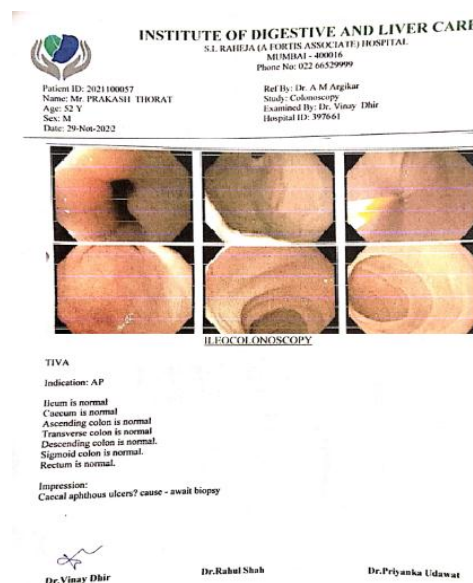 INSTITUTE OF DIGESTIVE AND LIVER CARE
S.L RAHEJA (A FORTIS ASSOCIATE) HOSPITAL
MUMBAI - 400016
Phone No: 022 66529999
Patient ID: 2021100057
Name: Mr. PRAKASH THORAT
Age: 52 Y
Sex: M
Date: 29-Not-2022
Ref By: Dr. A M Argikar
Study: Colonoscopy
Examined By: Dr. Vinay Dhir
Hospital ID: 397661
ILEOCOLONOSCOPY
TIVA
Indication: AP
Ileum is normal
Caecum is normal
Ascending colon is normal
Transverse colon is normal
Descending colon is normal.
Sigmoid colon is normal.
Rectum is normal.
Impression:
Caecal aphthous ulcers? cause - await biopsy
Dr.Vinay Dhir
Dr.Rahul Shah
Dr.Priyanka Udawat